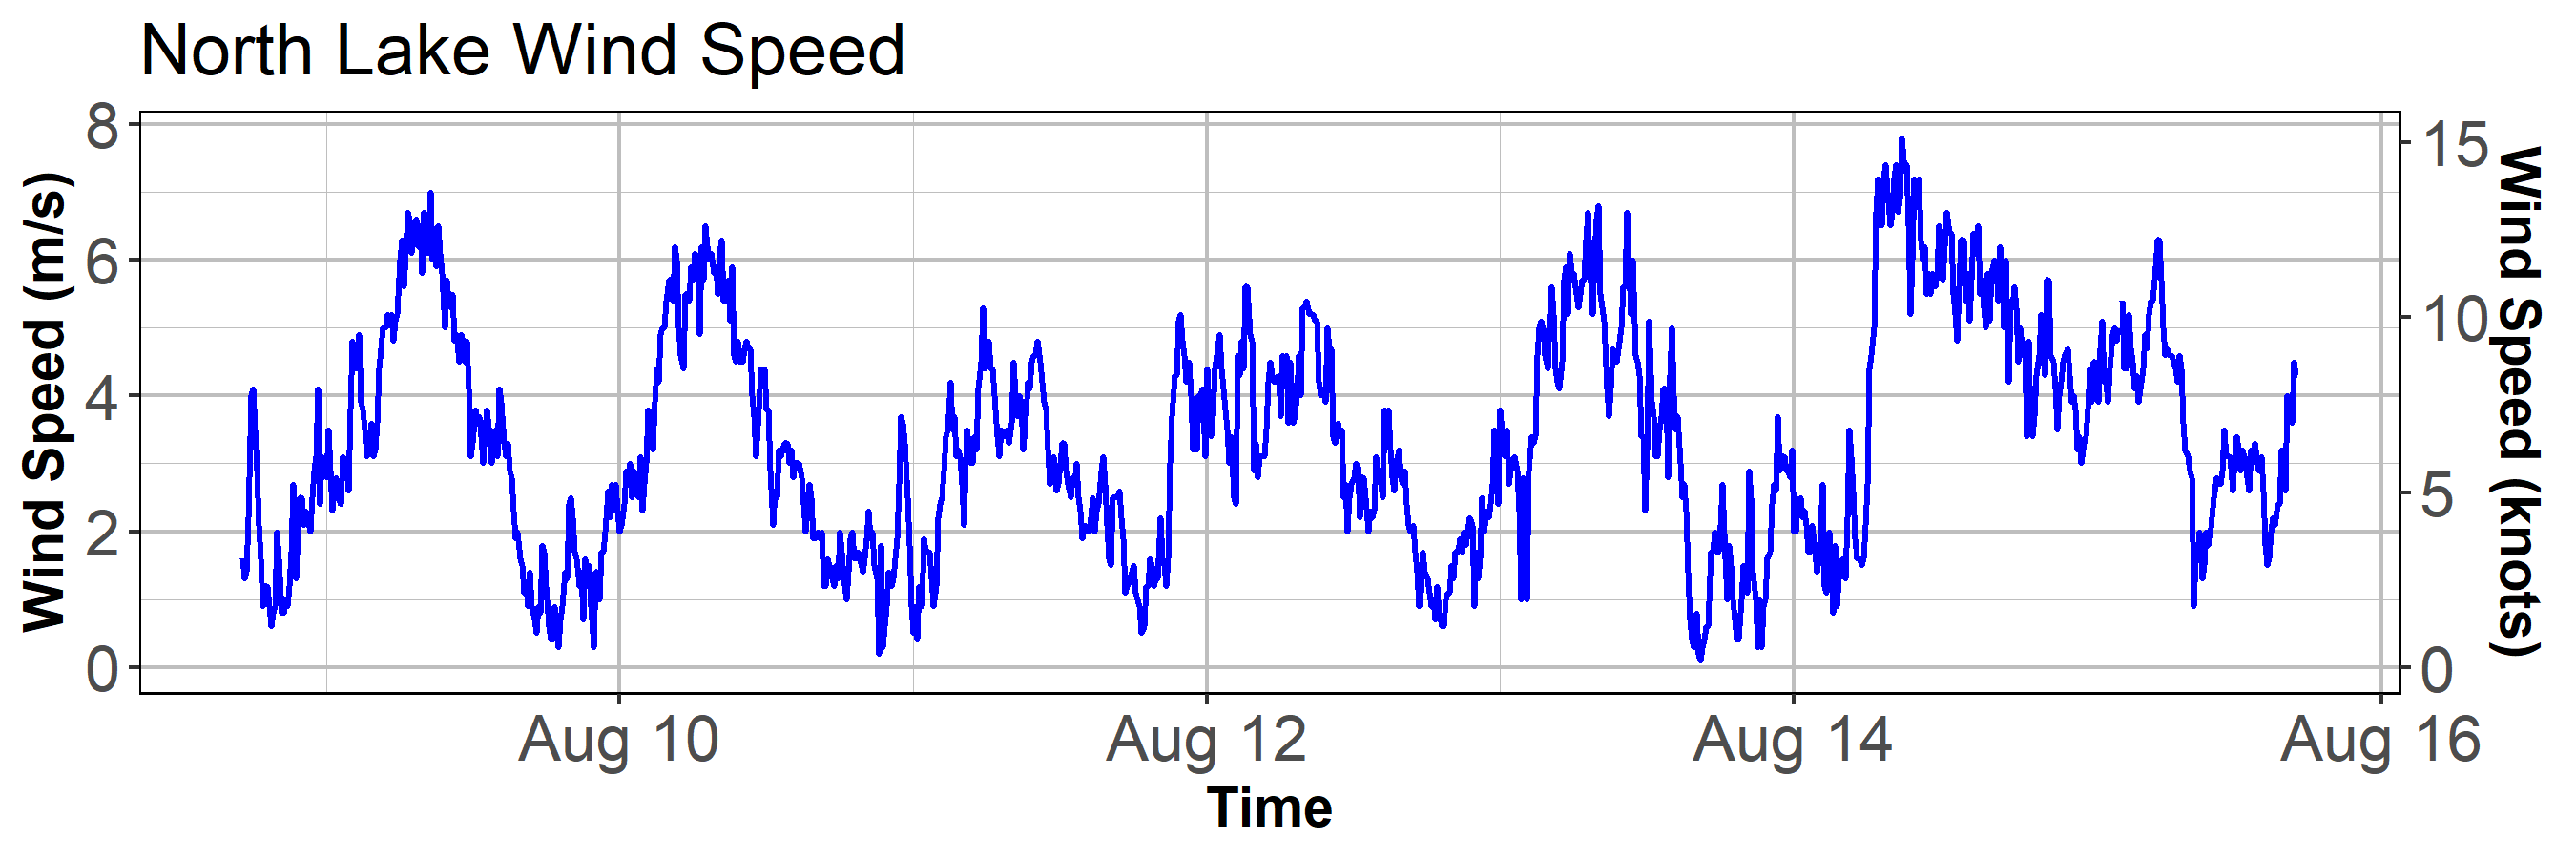 North Lake Wind Speed
Wind Speed (m/s)
8
6
4
2
0
15
10
5
0
Wind Speed (knots)
Aug 10
Aug 12
Aug 14
Aug 16
Time